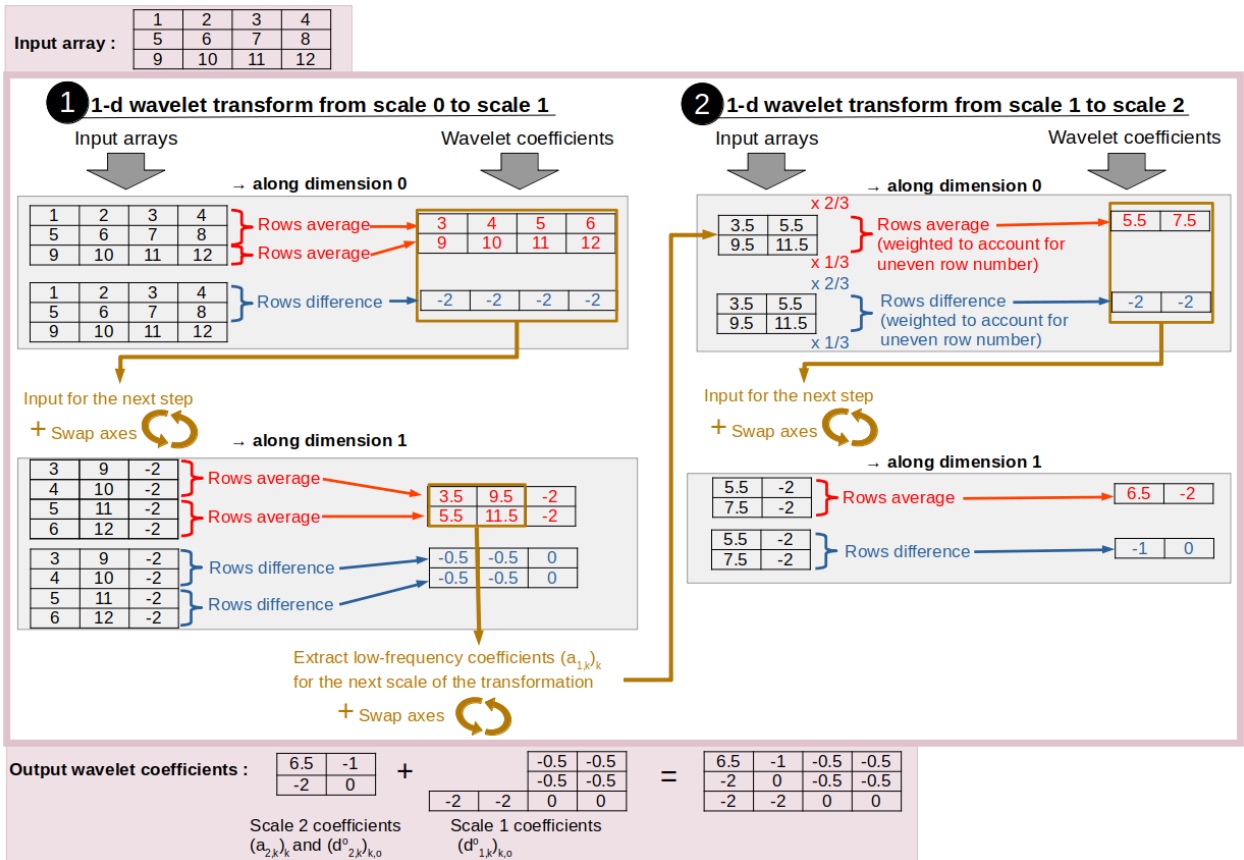 Input array :
1 2 3 4
5 6 7 8
9 10 11 12
1 1-d wavelet transform from scale 0 to scale 1
Input arrays
Wavelet coefficients
→ along dimension 0
1 2 3 4
5 6 7 8
9 10 11 12
Rows average
Rows average
3 4 5 6
9 10 11 12
1 2 3 4
5 6 7 8
9 10 11 12
Rows difference
-2 -2 -2 -2
Input for the next step
+ Swap axes
→ along dimension 1
3 9 -2
4 10 -2
5 11 -2
6 12 -2
Rows average
Rows average
3.5 9.5 -2
5.5 11.5 -2
3 9 -2
4 10 -2
5 11 -2
6 12 -2
Rows difference
Rows difference
-0.5 -0.5 0
-0.5 -0.5 0
Extract low-frequency coefficients (a1,k)k
for the next scale of the transformation
+ Swap axes
2 1-d wavelet transform from scale 1 to scale 2
Input arrays
Wavelet coefficients
→ along dimension 0
x 2/3
3.5 5.5
9.5 11.5
x 1/3
Rows average
(weighted to account for
uneven row number)
5.5 7.5
x 2/3
3.5 5.5
9.5 11.5
x 1/3
Rows difference
(weighted to account for
uneven row number)
-2 -2
Input for the next step
+ Swap axes
→ along dimension 1
5.5 -2
7.5 -2
Rows average
6.5 -2
5.5 -2
7.5 -2
Rows difference
-1 0
Output wavelet coefficients :
6.5 -1
-2 0
+
-0.5 -0.5
-0.5 -0.5
-2 -2 0 0
=
6.5 -1 -0.5 -0.5
-2 0 -0.5 -0.5
-2 -2 0 0
Scale 2 coefficients
(a2,k)k and (do2,k)k,o
Scale 1 coefficients
(do1,k)k,o